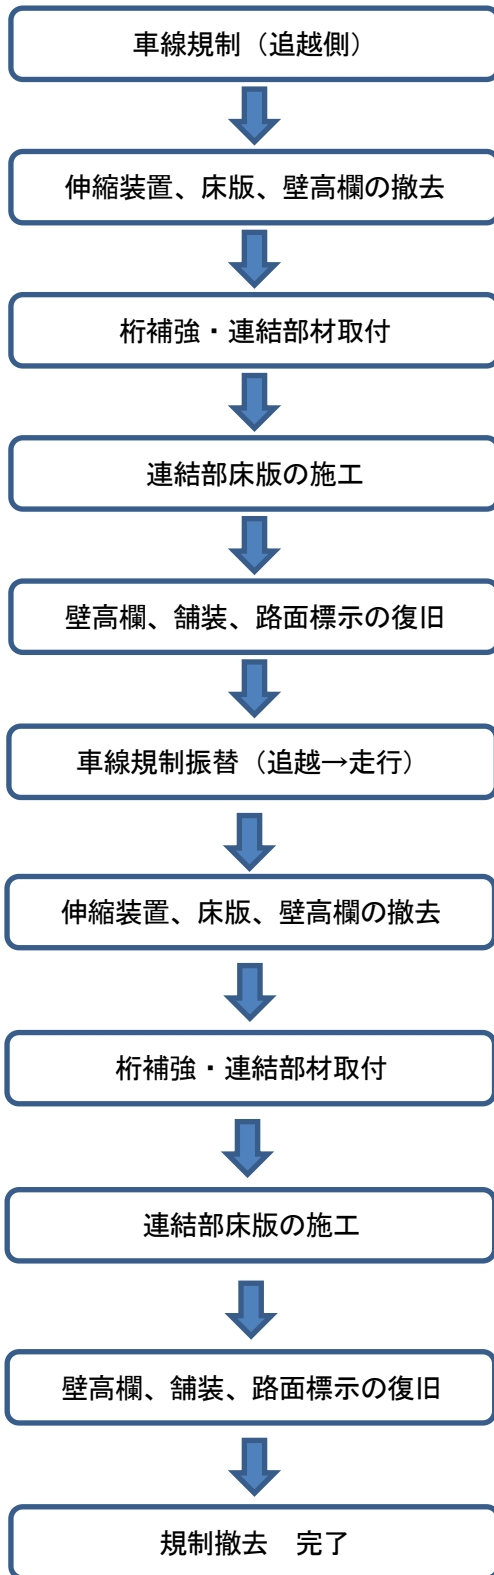 車線規制（追越側）
伸縮装置、床版、壁高欄の撤去
桁補強・連結部材取付
連結部床版の施工
壁高欄、舗装、路面標示の復旧
車線規制振替（追越→走行）
伸縮装置、床版、壁高欄の撤去
桁補強・連結部材取付
連結部床版の施工
壁高欄、舗装、路面標示の復旧
規制撤去　完了